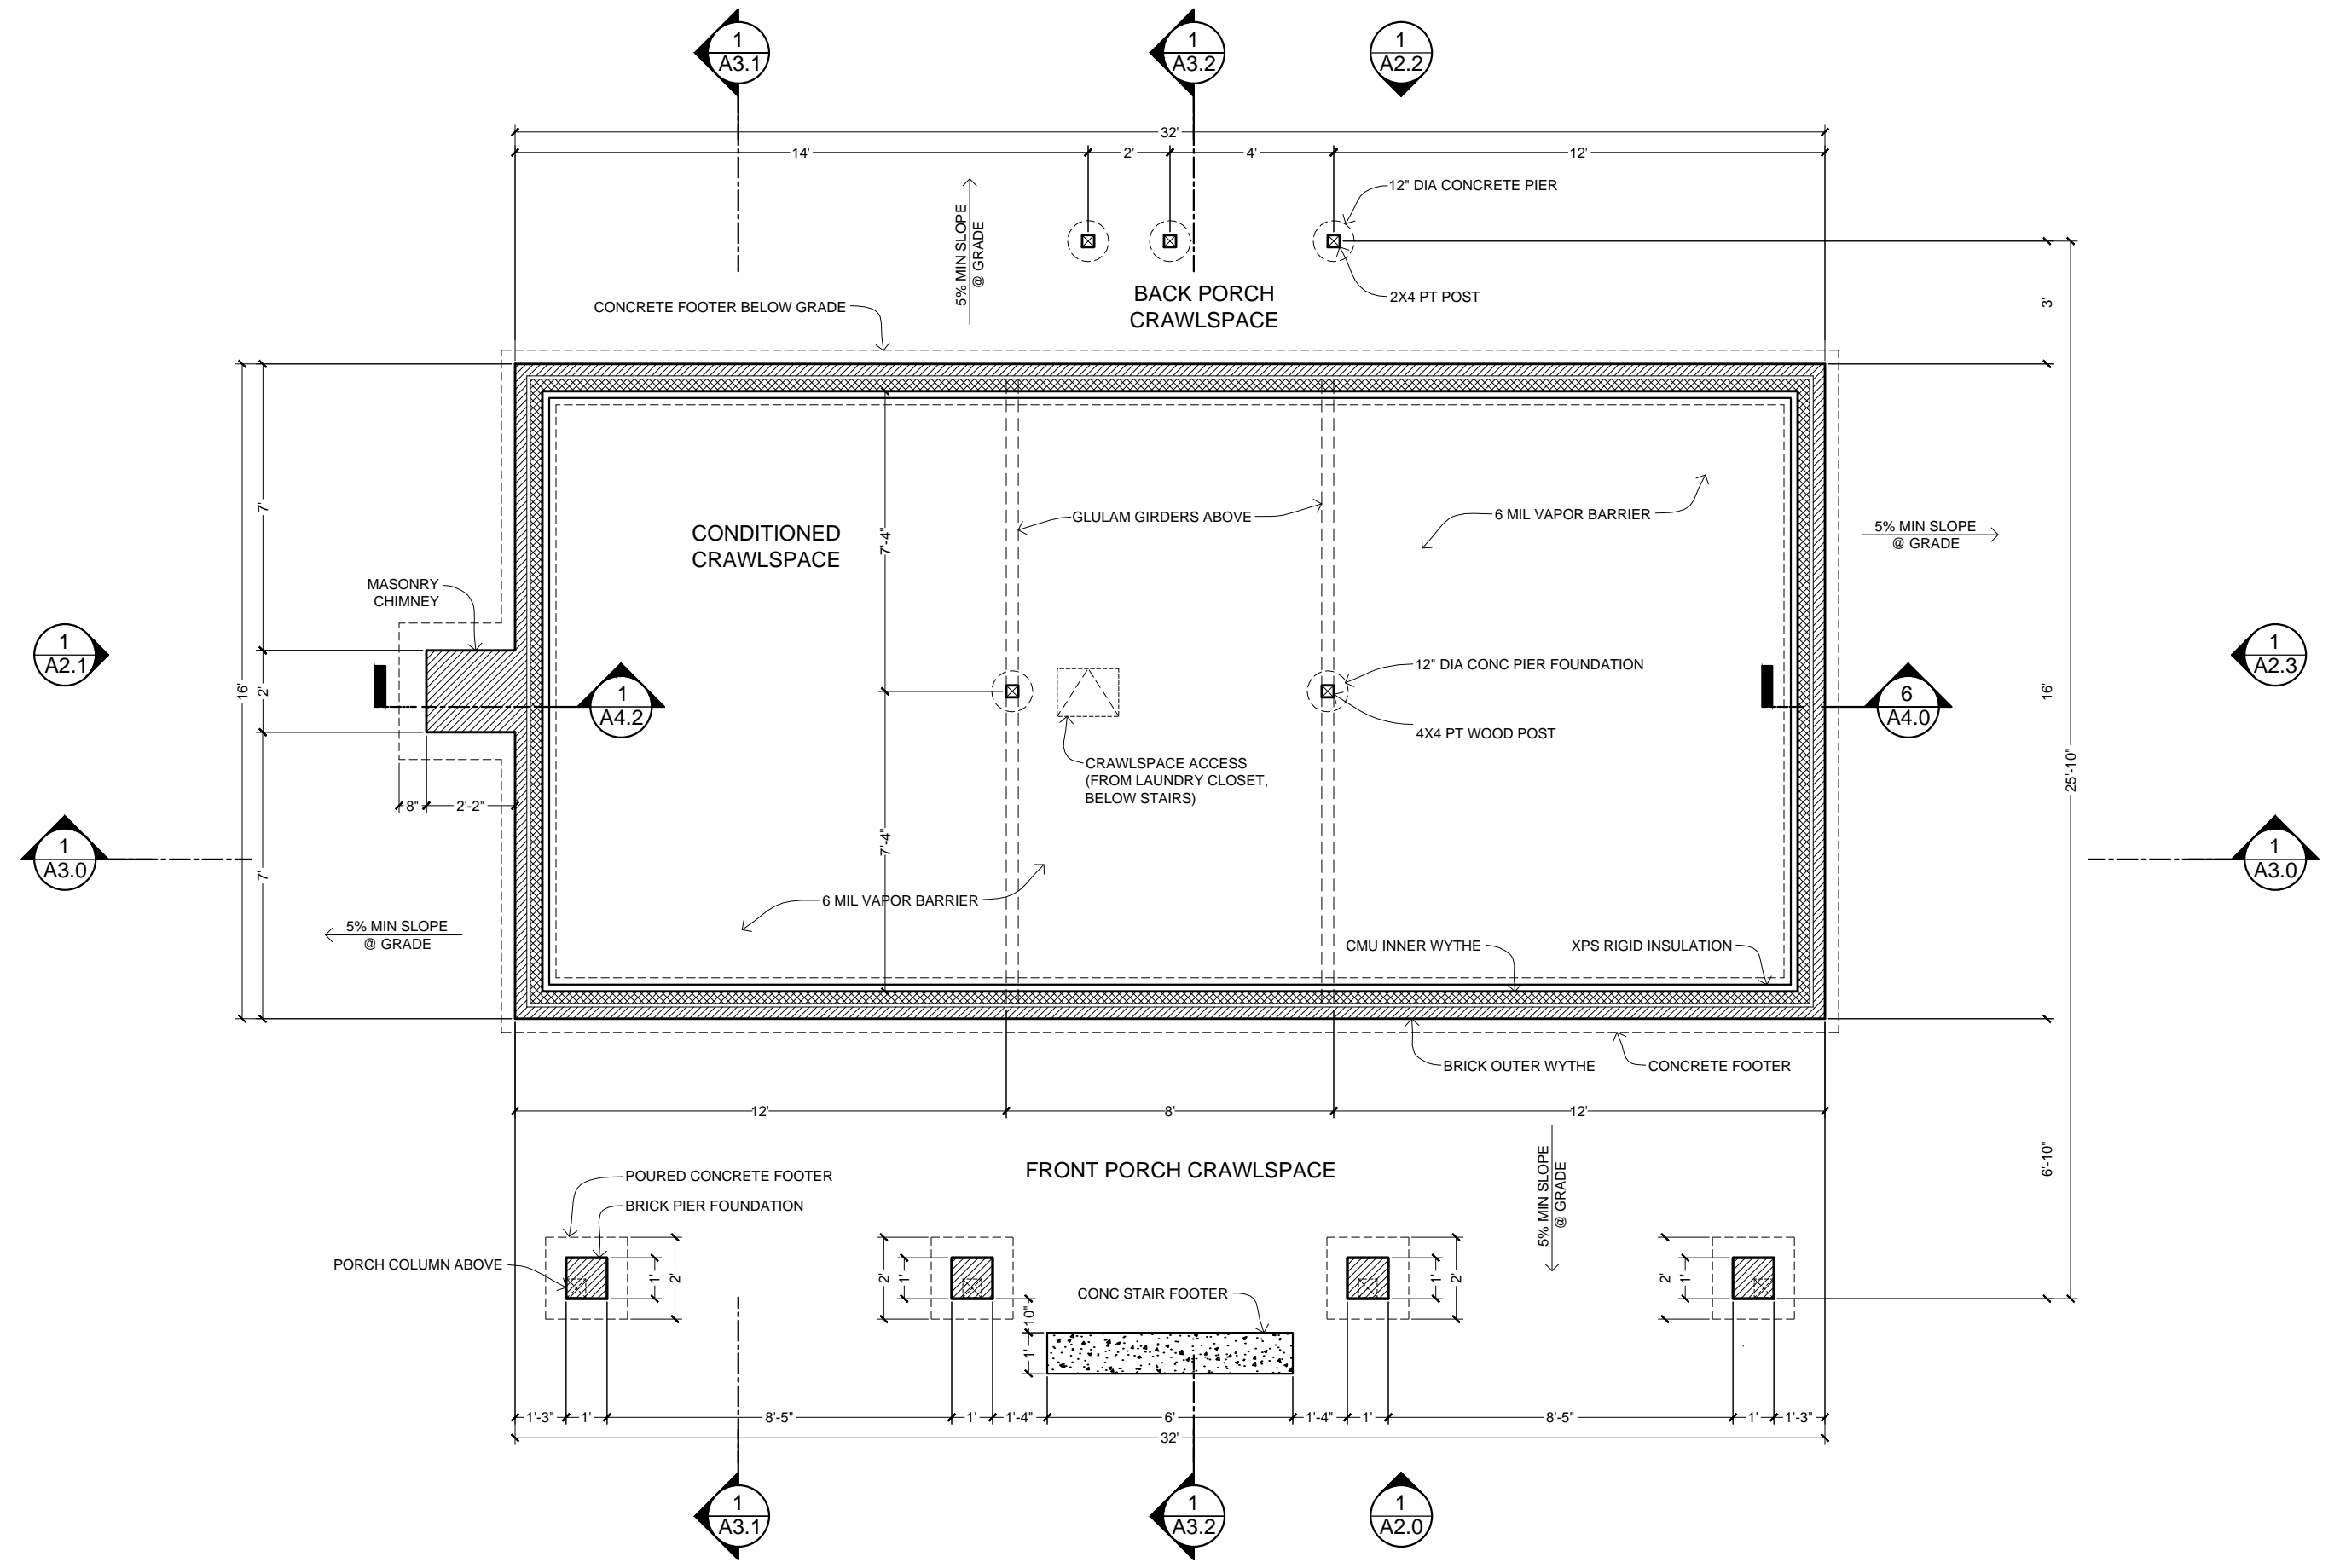 1
A3.1
1
A3.2
1
A2.2
32'
14'
2'
4'
12'
12" DIA CONCRETE PIER
5% MIN SLOPE
@ GRADE
2X4 PT POST
BACK PORCH
CRAWLSPACE
CONCRETE FOOTER BELOW GRADE
3'
7'
CONDITIONED
CRAWLSPACE
7'-4"
GLULAM GIRDERS ABOVE
6 MIL VAPOR BARRIER
5% MIN SLOPE
@ GRADE
MASONRY
CHIMNEY
1
A2.1
16'
2'
1
A4.2
12" DIA CONC PIER FOUNDATION
4X4 PT WOOD POST
6
A4.0
16'
1
A2.3
25'-10"
CRAWLSPACE ACCESS
(FROM LAUNDRY CLOSET,
BELOW STAIRS)
8"
2'-2"
1
A3.0
7'
7'-4"
1
A3.0
6 MIL VAPOR BARRIER
5% MIN SLOPE
@ GRADE
CMU INNER WYTHE
XPS RIGID INSULATION
BRICK OUTER WYTHE
CONCRETE FOOTER
12'
8'
12'
FRONT PORCH CRAWLSPACE
5% MIN SLOPE
@ GRADE
6'-10"
POURED CONCRETE FOOTER
BRICK PIER FOUNDATION
PORCH COLUMN ABOVE
1'
2'
2'
1'
1'
2'
2'
1'
CONC STAIR FOOTER
10"
1'
1'-3"
1'
8'-5"
1'
1'-4"
6'
1'-4"
1'
8'-5"
1'
1'-3"
32'
1
A3.1
1
A3.2
1
A2.0